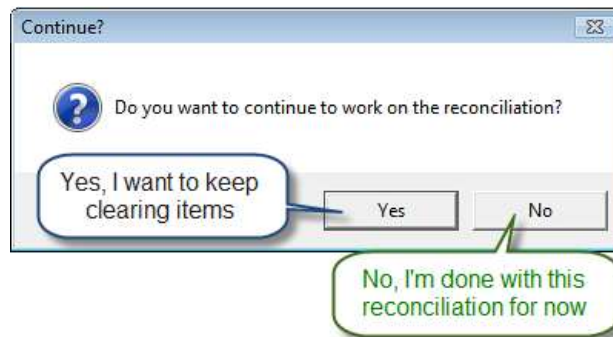 Continue?
Do you want to continue to work on the reconciliation?
Yes, I want to keep
clearing items
Yes
No
No, I'm done with this
reconciliation for now